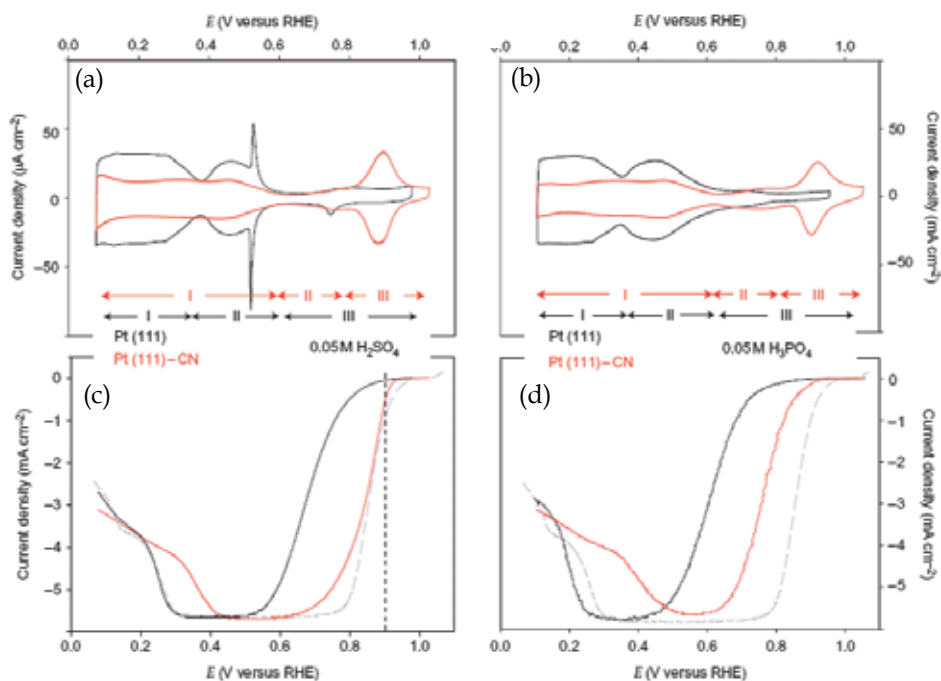 E (V versus RHE)
0.0 0.2 0.4 0.6 0.8 1.0
(a)
Current density (μA cm⁻²)
50
0
−50
I II III
I II III
Pt (111)
Pt (111)–CN
0.05M H₂SO₄
E (V versus RHE)
0.2 0.4 0.6 0.8 1.0
(b)
Current density (mA cm⁻²)
50
0
−50
I II III
I II III
Pt (111)
Pt (111)–CN
0.05M H₃PO₄
(c)
Current density (mA cm⁻²)
0
−1
−2
−3
−4
−5
0.0 0.2 0.4 0.6 0.8 1.0
E (V versus RHE)
(d)
Current density (mA cm⁻²)
0
−1
−2
−3
−4
−5
0.0 0.2 0.4 0.6 0.8 1.0
E (V versus RHE)